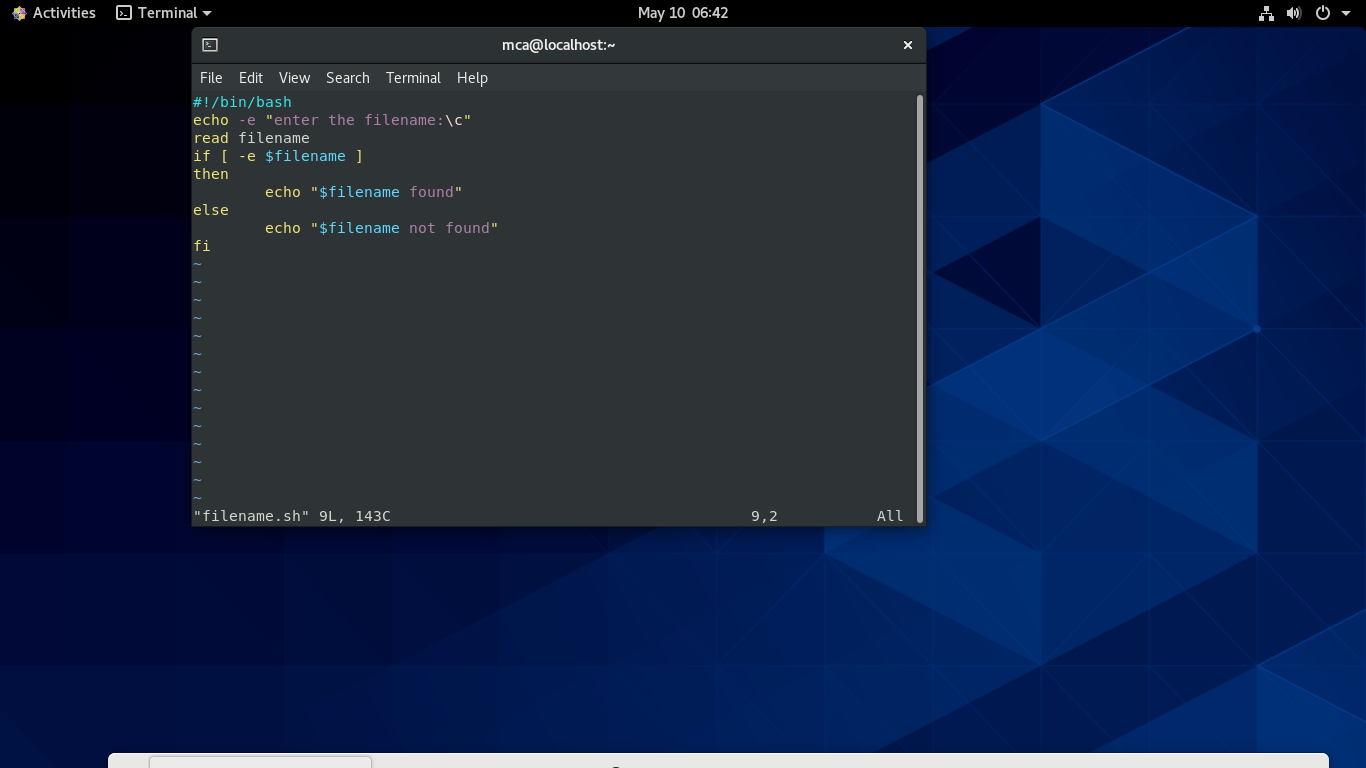 Activities Terminal May 10 06:42
mca@localhost:~
File Edit View Search Terminal Help
#!/bin/bash
echo -e "enter the filename:\c"
read filename
if [ -e $filename ]
then
        echo "$filename found"
else
        echo "$filename not found"
fi
~
~
~
~
~
~
~
~
~
~
~
~
~
~
"filename.sh" 9L, 143C 9,2 All